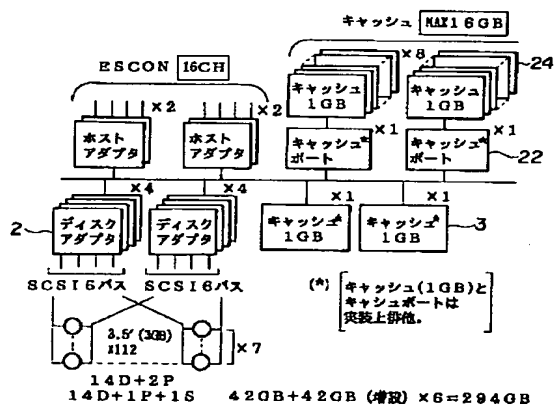 キャッシュ MAX16GB
ESCON 16CH
×8
24
×2
×2
キャッシュ
1GB
キャッシュ
1GB
×1
×1
ホスト
アダプタ
ホスト
アダプタ
キャッシュ*
ポート
キャッシュ*
ポート
22
×4
×4
×1
×1
2
ディスク
アダプタ
ディスク
アダプタ
キャッシュ*
1GB
キャッシュ*
1GB
3
SCSI6パス
SCSI6パス
(*) キャッシュ(1GB)と
キャシュポートは
実装上排他。
3.5′(3GB)
×112
×7
14D+2P
14D+1P+1S
42GB+42GB(増設)×6=294GB